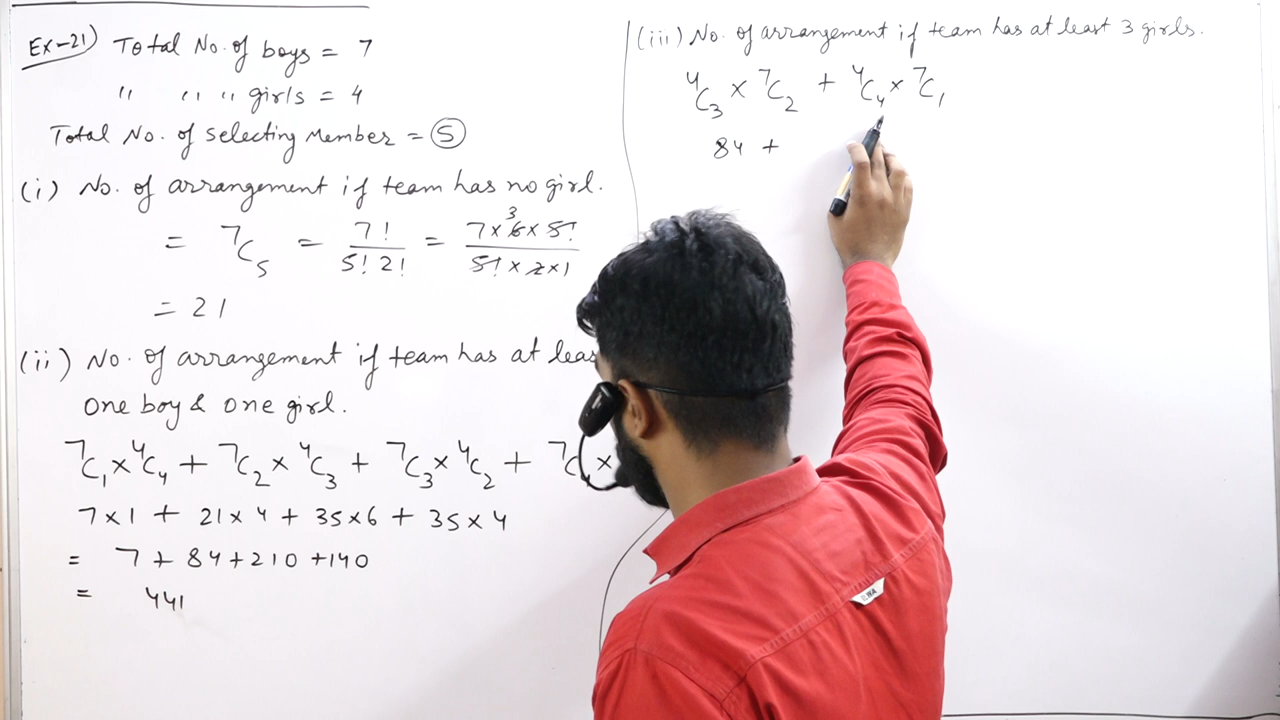 Ex-21) Total No. of boys = 7
" " " girls = 4
Total No. of selecting Member = 5
(i) No. of arrangement if team has no girl.
= ⁷C₅ = 7!/5! 2! = 7×6×5!/5!×2×1 3
= 21
(ii) No. of arrangement if team has at leas
One boy & One girl.
⁷C₁×⁴C₄ + ⁷C₂×⁴C₃ + ⁷C₃×⁴C₂ + ⁷C₄×
7×1 + 21×4 + 35×6 + 35×4
= 7 + 84 + 210 + 140
= 441
(iii) No. of arrangement if team has at least 3 girls.
⁴C₃ × ⁷C₂ + ⁴C₄ × ⁷C₁
84 +